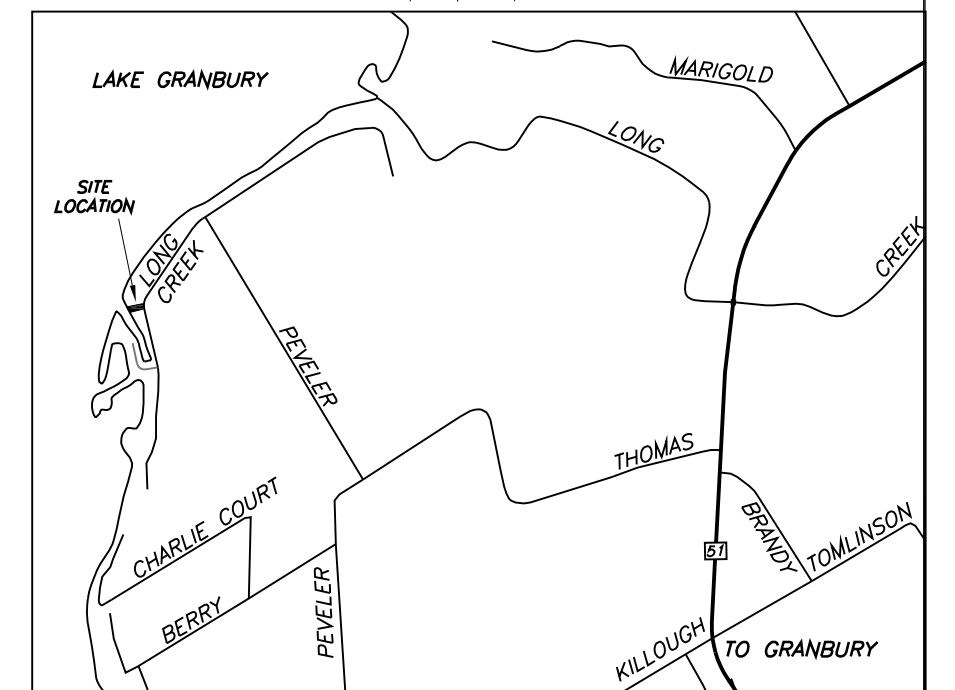 LAKE GRANBURY
MARIGOLD
LONG
SITE
LOCATION
LONG
CREEK
CREEK
PEVELER
THOMAS
CHARLIE COURT
BRANDY
TOMLINSON
51
BERRY
PEVELER
KILLOUGH
TO GRANBURY